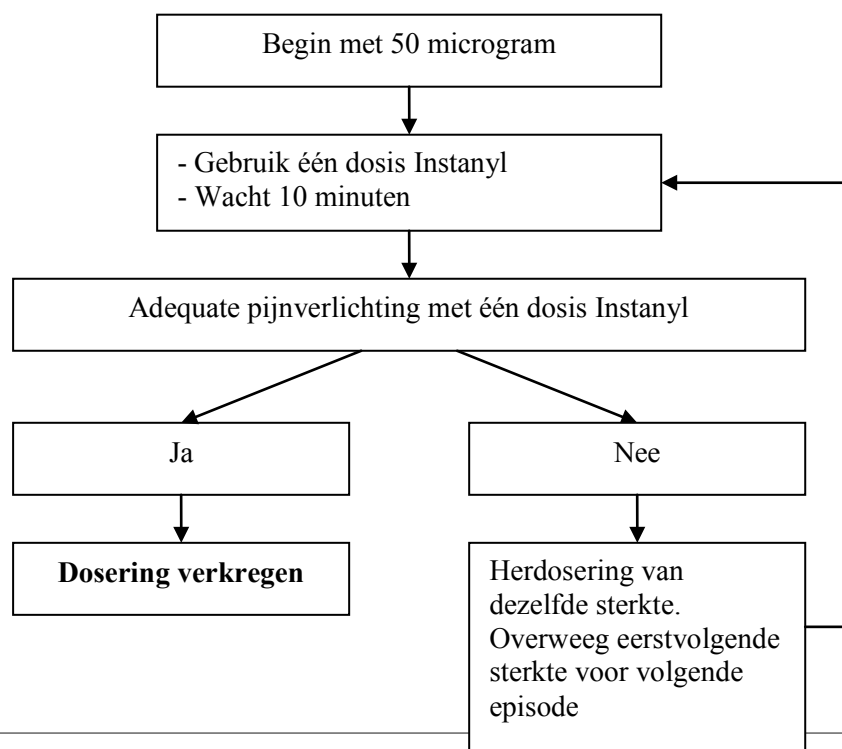 Begin met 50 microgram
- Gebruik één dosis Instanyl
- Wacht 10 minuten
Adequate pijnverlichting met één dosis Instanyl
Ja
Nee
Dosering verkregen
Herdosering van
dezelfde sterkte.
Overweeg eerstvolgende
sterkte voor volgende
episode